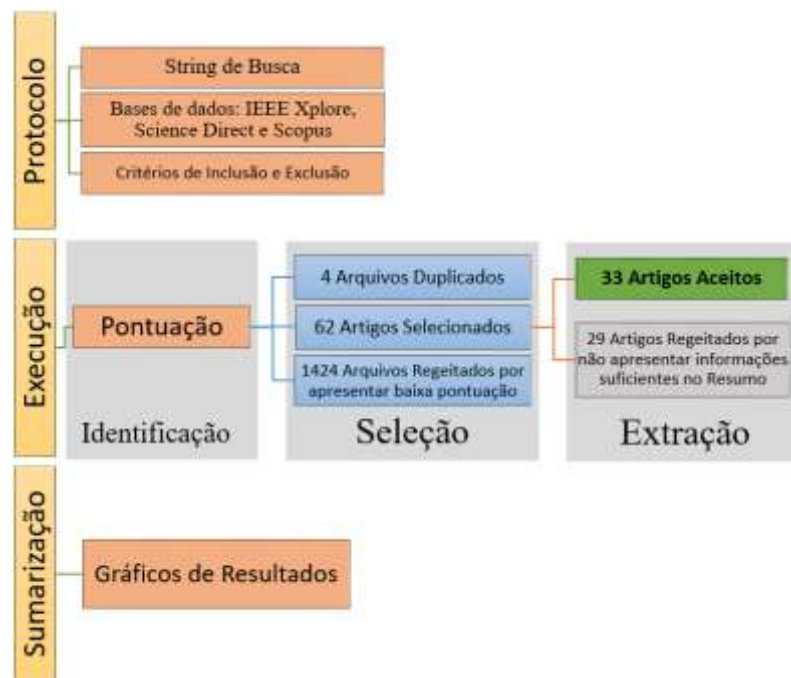 Protocolo
String de Busca
Bases de dados: IEEE Xplore,
Science Direct e Scopus
Critérios de Inclusão e Exclusão
Execução
Pontuação
Identificação
4 Arquivos Duplicados
62 Artigos Selecionados
1424 Arquivos Regeitados por
apresentar baixa pontuação
Seleção
33 Artigos Aceitos
29 Artigos Regeitados por
não apresentar informações
suficientes no Resumo
Extração
Sumarização
Gráficos de Resultados